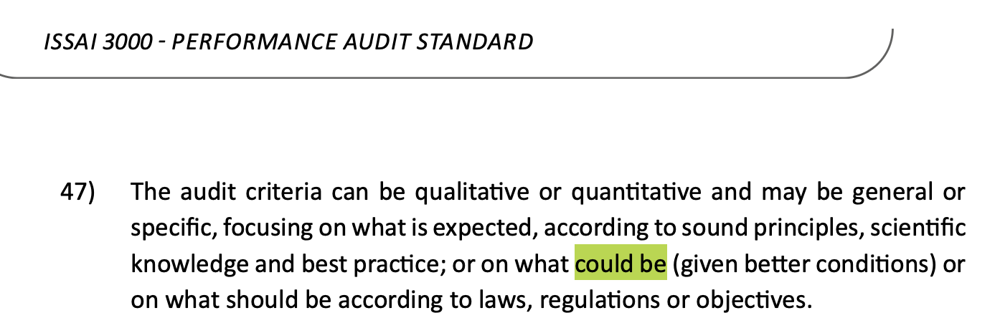 ISSAI 3000 - PERFORMANCE AUDIT STANDARD
47) The audit criteria can be qualitative or quantitative and may be general or
specific, focusing on what is expected, according to sound principles, scientific
knowledge and best practice; or on what could be (given better conditions) or
on what should be according to laws, regulations or objectives.